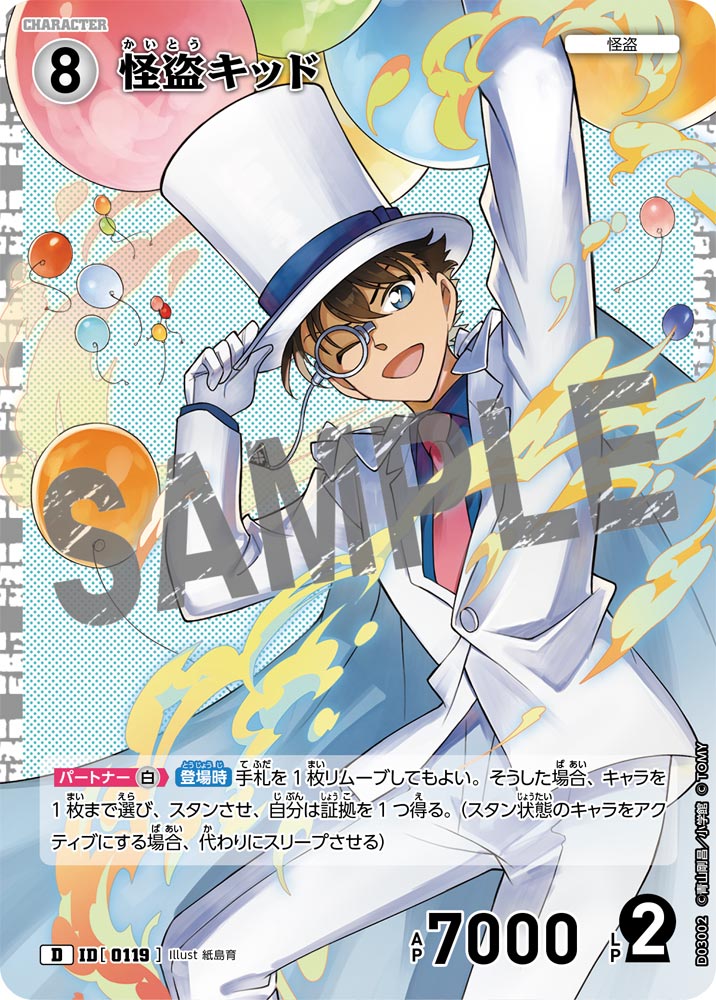 CHARACTER
8
かいとう
怪盗キッド
怪盗
SAMPLE
パートナー 白 登場時 手札を1枚リムーブしてもよい。そうした場合、キャラを
1枚まで選び、スタンさせ、自分は証拠を1つ得る。(スタン状態のキャラをアク
ティブにする場合、代わりにスリープさせる)
D ID[ 0119 ] Illust 紙島育
AP 7000 LP 2
D03002 ©青山剛昌/小学館 ©TOMY